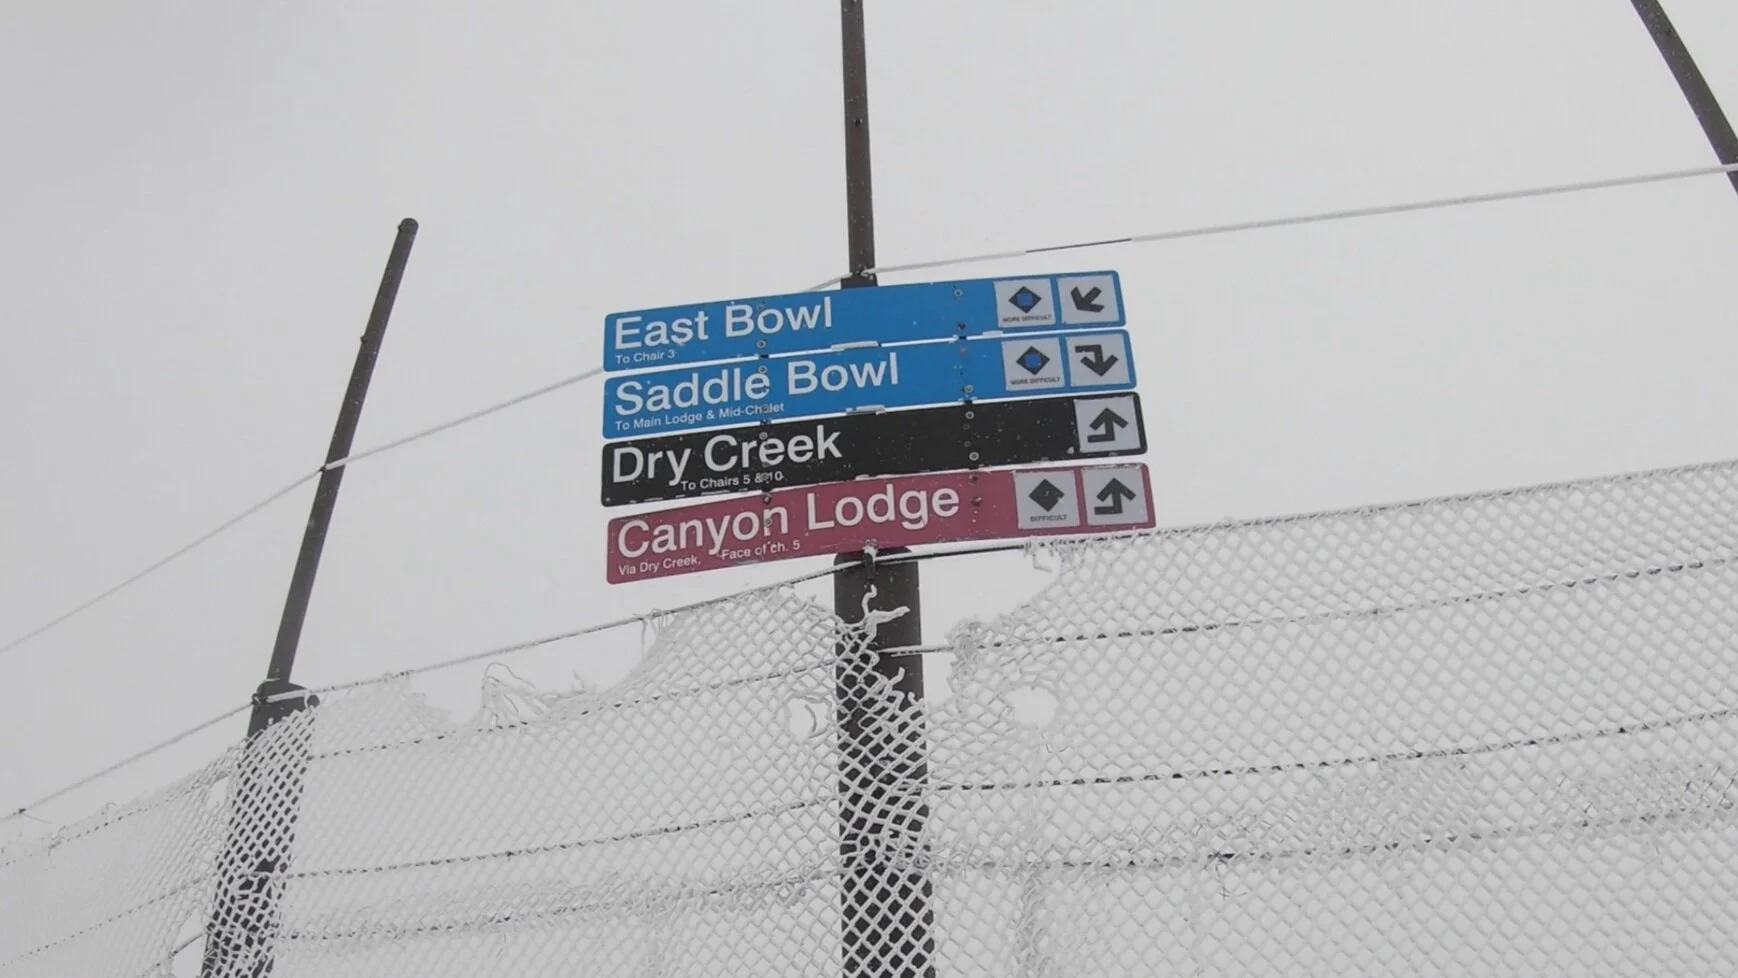 East Bowl
To Chair 3
MORE DIFFICULT
Saddle Bowl
To Main Lodge & Mid-Chalet
MORE DIFFICULT
Dry Creek
To Chairs 5 & 10
Canyon Lodge
Via Dry Creek, Face of ch. 5
DIFFICULT